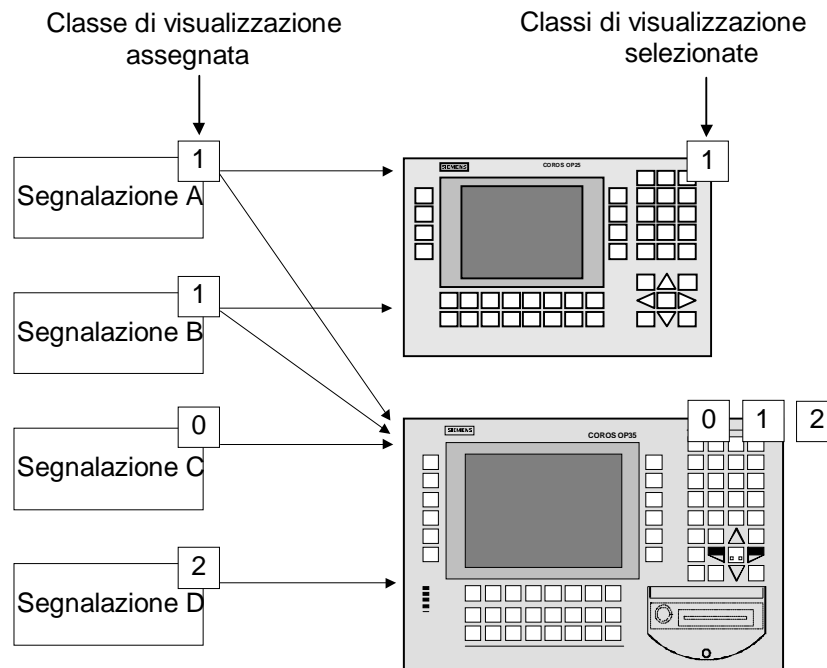 Classe di visualizzazione
assegnata
Classi di visualizzazione
selezionate
1
Segnalazione A
1
Segnalazione B
0
Segnalazione C
2
Segnalazione D
SIEMENS
COROS OP25
1
SIEMENS
COROS OP35
0 1 2